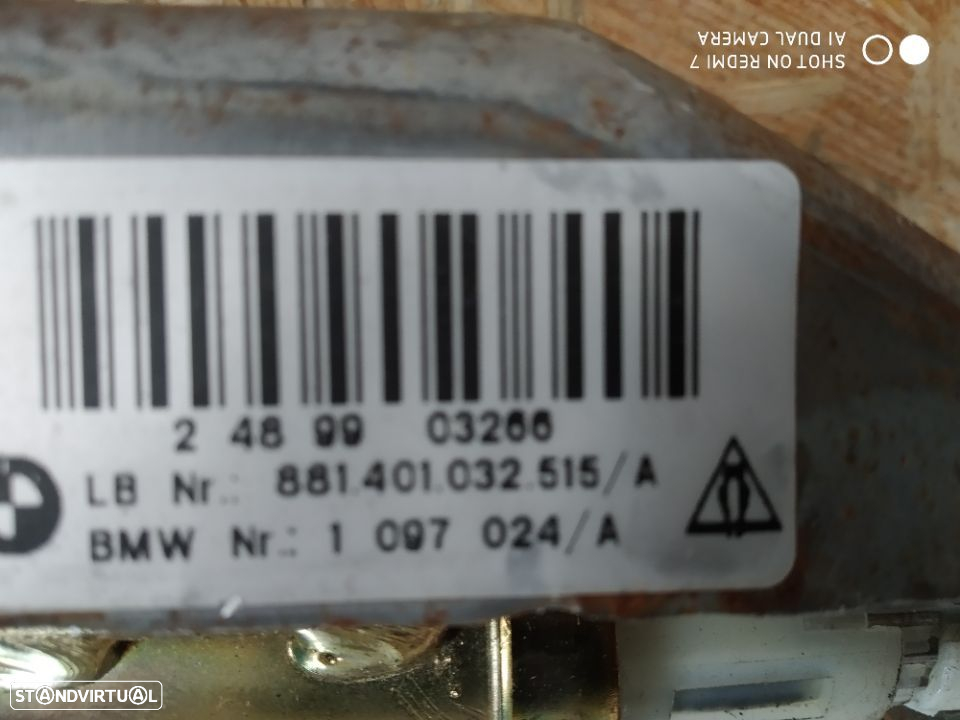 SHOT ON REDMI 7
AI DUAL CAMERA
2 48 99 03266
LB Nr.: 881.401.032.515/A
BMW Nr.: 1 097 024/A
STANDVIRTUAL